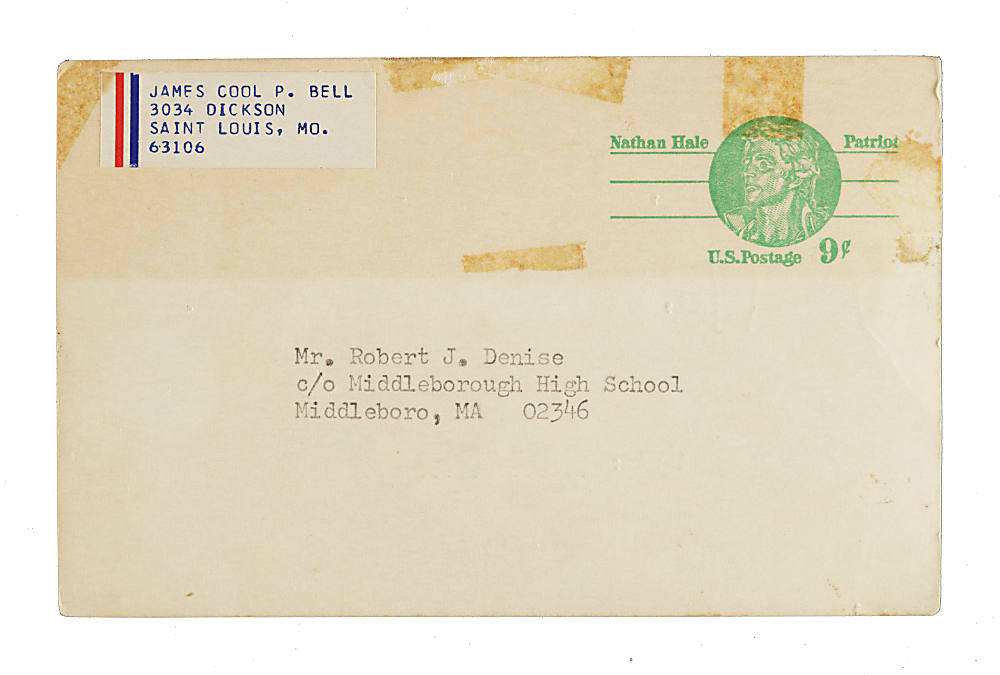 JAMES COOL P. BELL
3034 DICKSON
SAINT LOUIS, MO.
63106
Nathan Hale Patriot
U.S.Postage 9¢
Mr. Robert J. Denise
c/o Middleborough High School
Middleboro, MA 02346